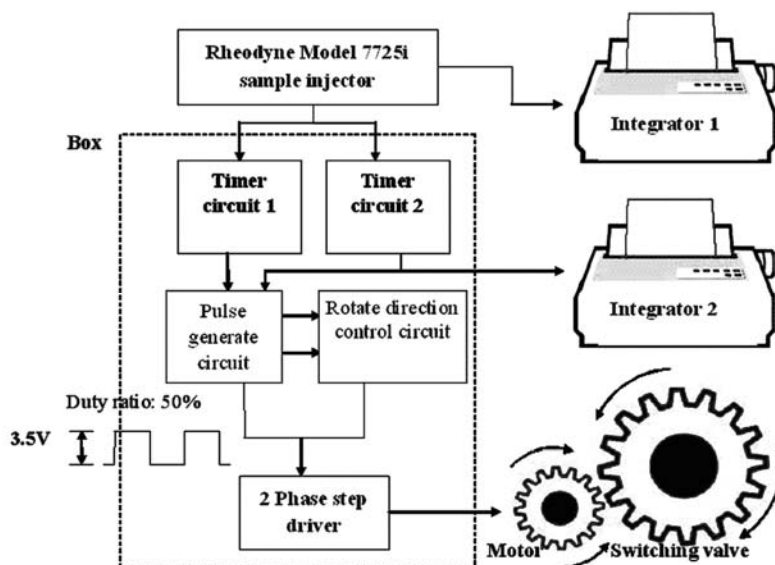 Rheodyne Model 7725i
sample injector
Integrator 1
Box
Timer
circuit 1
Timer
circuit 2
Integrator 2
Pulse
generate
circuit
Rotate direction
control circuit
Duty ratio: 50%
3.5V
2 Phase step
driver
Motor
Switching valve